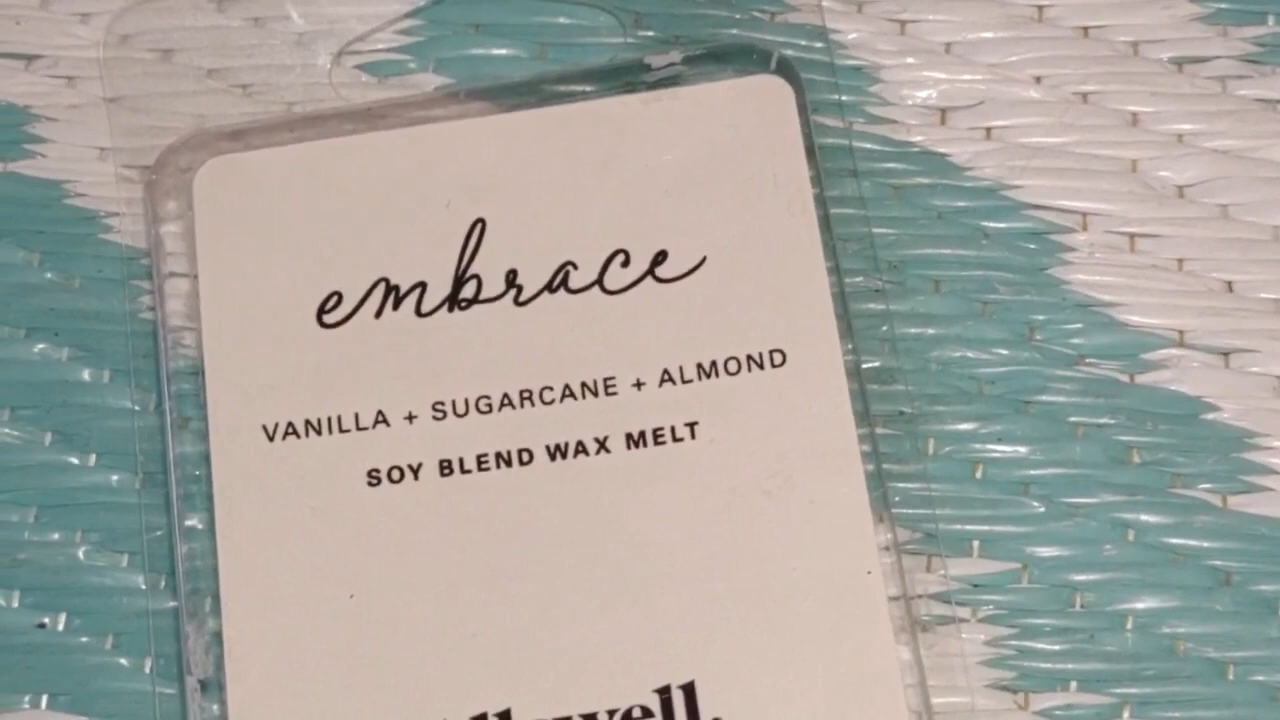 embrace
VANILLA + SUGARCANE + ALMOND
SOY BLEND WAX MELT